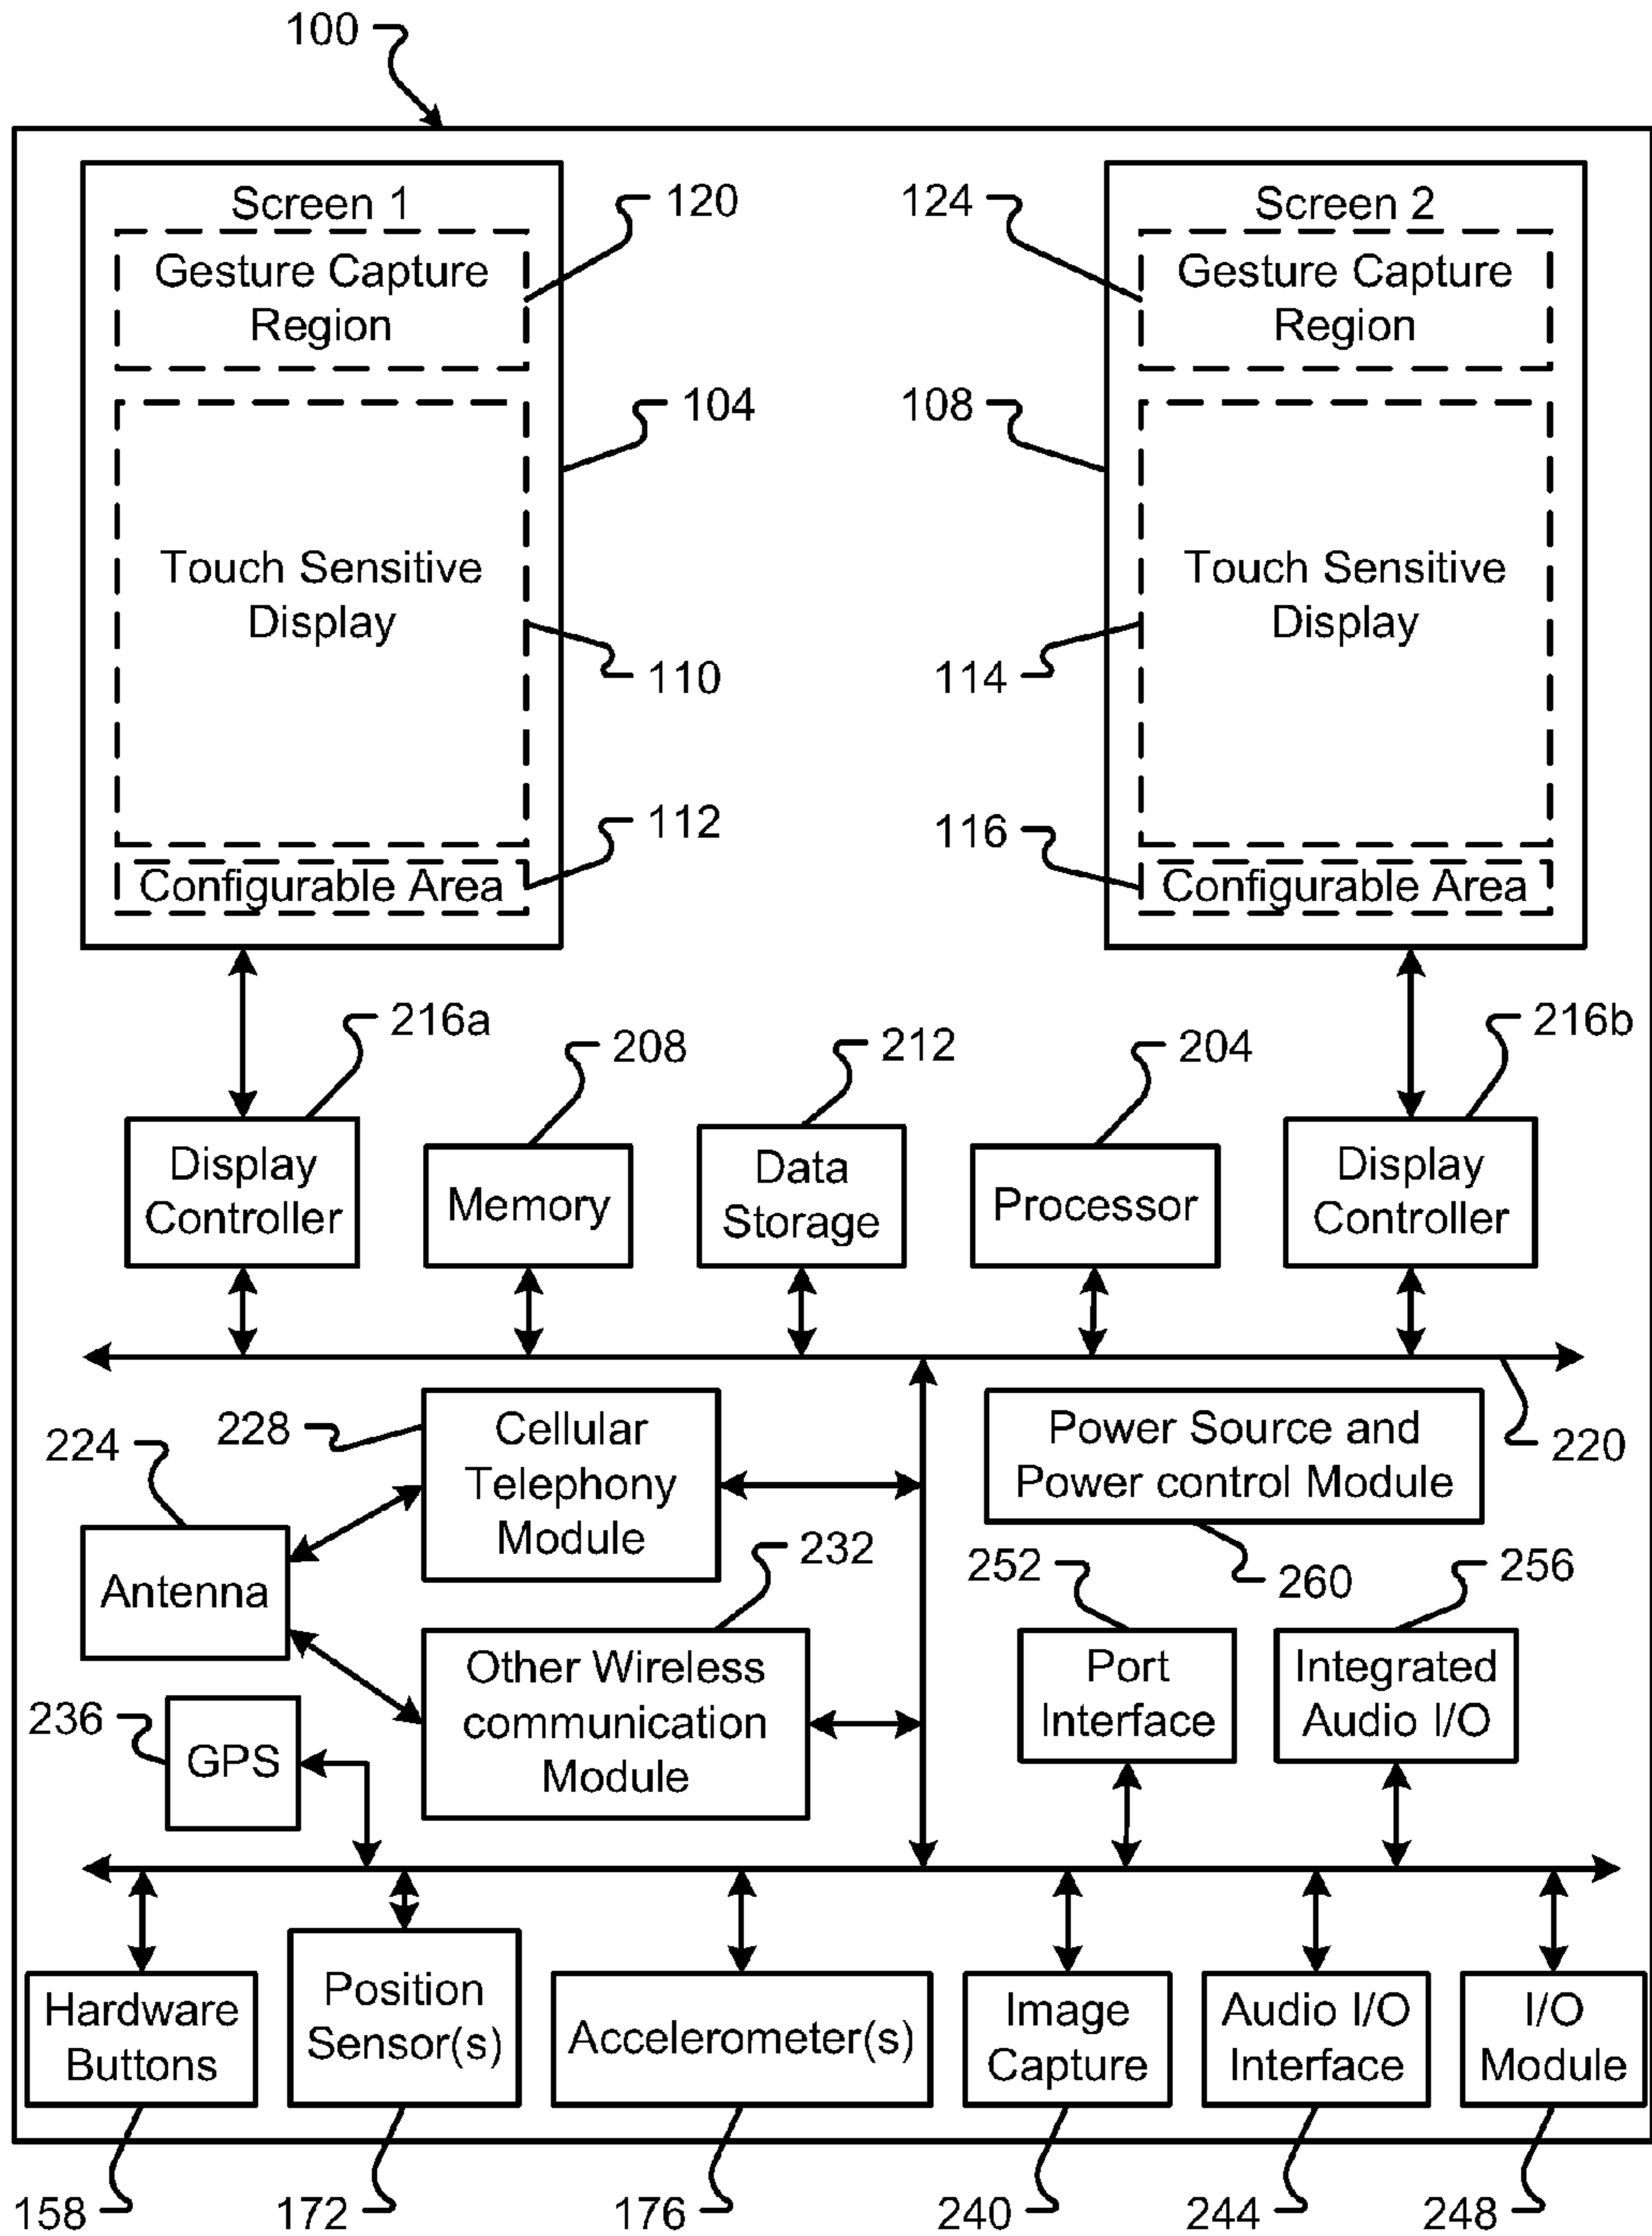 100
Screen 1
120
124
Screen 2
Gesture Capture
Region
Gesture Capture
Region
104
108
Touch Sensitive
Display
Touch Sensitive
Display
110
114
112
116
Configurable Area
Configurable Area
216a
208
212
204
216b
Display
Controller
Memory
Data
Storage
Processor
Display
Controller
228
Cellular
Telephony
Module
Power Source and
Power control Module
220
224
232
252
260
256
Antenna
Other Wireless
communication
Module
Port
Interface
Integrated
Audio I/O
236
GPS
Hardware
Buttons
Position
Sensor(s)
Accelerometer(s)
Image
Capture
Audio I/O
Interface
I/O
Module
158
172
176
240
244
248